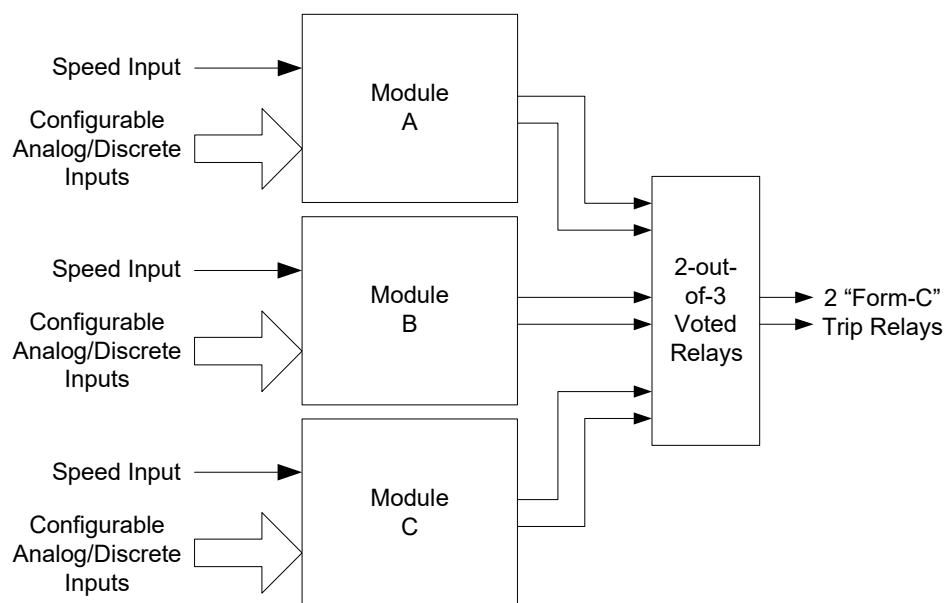 Speed Input
Configurable
Analog/Discrete
Inputs
Module
A
Speed Input
Configurable
Analog/Discrete
Inputs
Module
B
Speed Input
Configurable
Analog/Discrete
Inputs
Module
C
2-out-
of-3
Voted
Relays
2 “Form-C”
Trip Relays